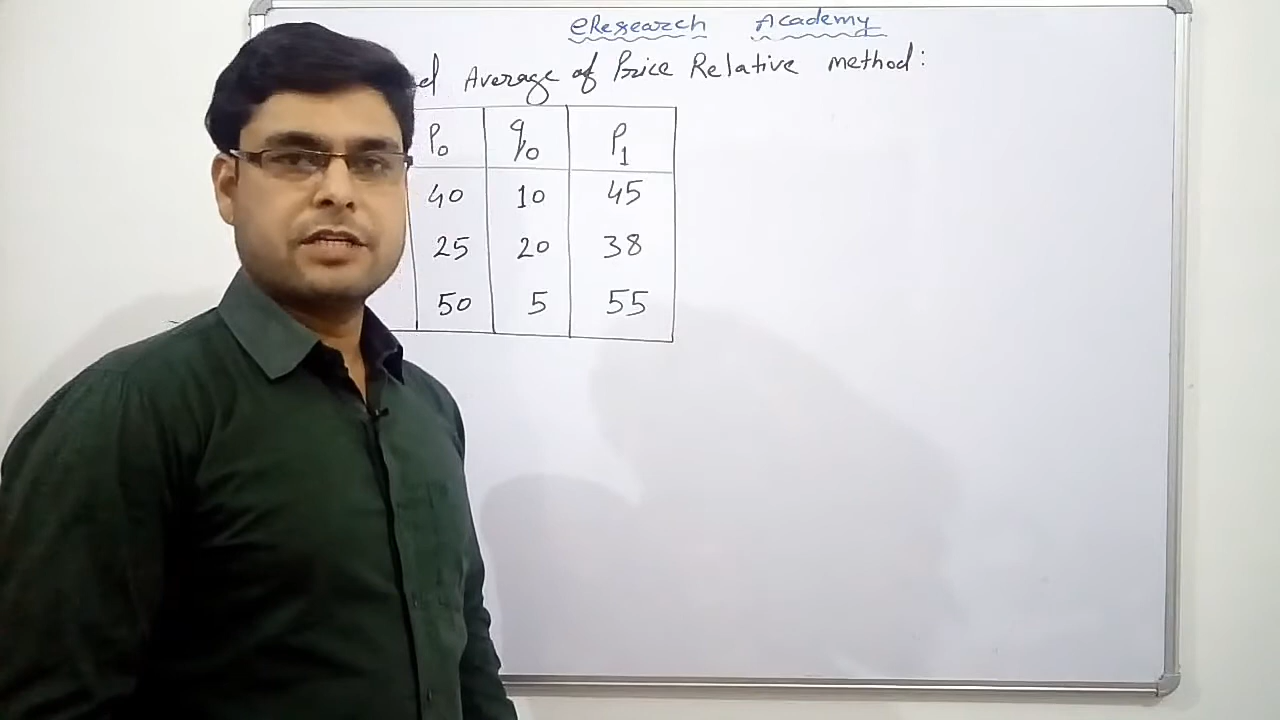 eResearch Academy
Average of Price Relative method:
P0 q0 P1
40 10 45
25 20 38
50 5 55